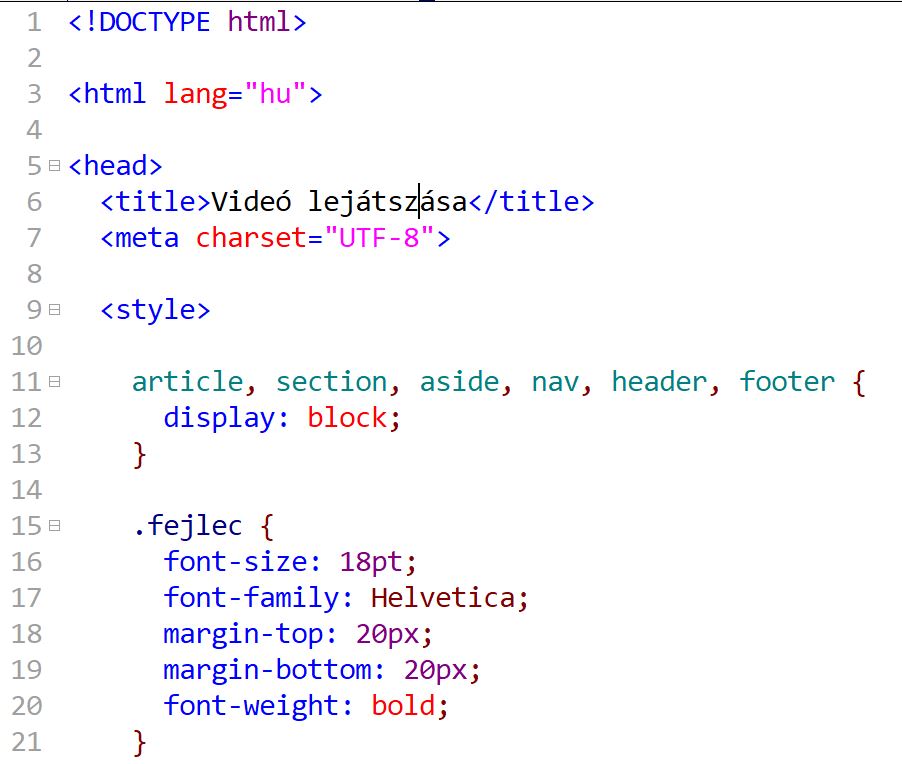 1 <!DOCTYPE html>
2
3 <html lang="hu">
4
5 <head>
6 <title>Videó lejátszása</title>
7 <meta charset="UTF-8">
8
9 <style>
10
11 article, section, aside, nav, header, footer {
12 display: block;
13 }
14
15 .fejlec {
16 font-size: 18pt;
17 font-family: Helvetica;
18 margin-top: 20px;
19 margin-bottom: 20px;
20 font-weight: bold;
21 }